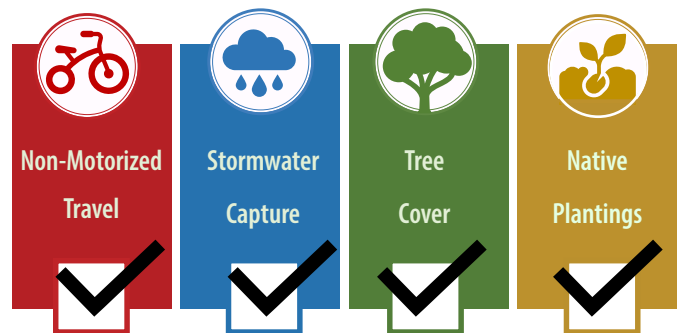 Non-Motorized
Travel
Stormwater
Capture
Tree
Cover
Native
Plantings